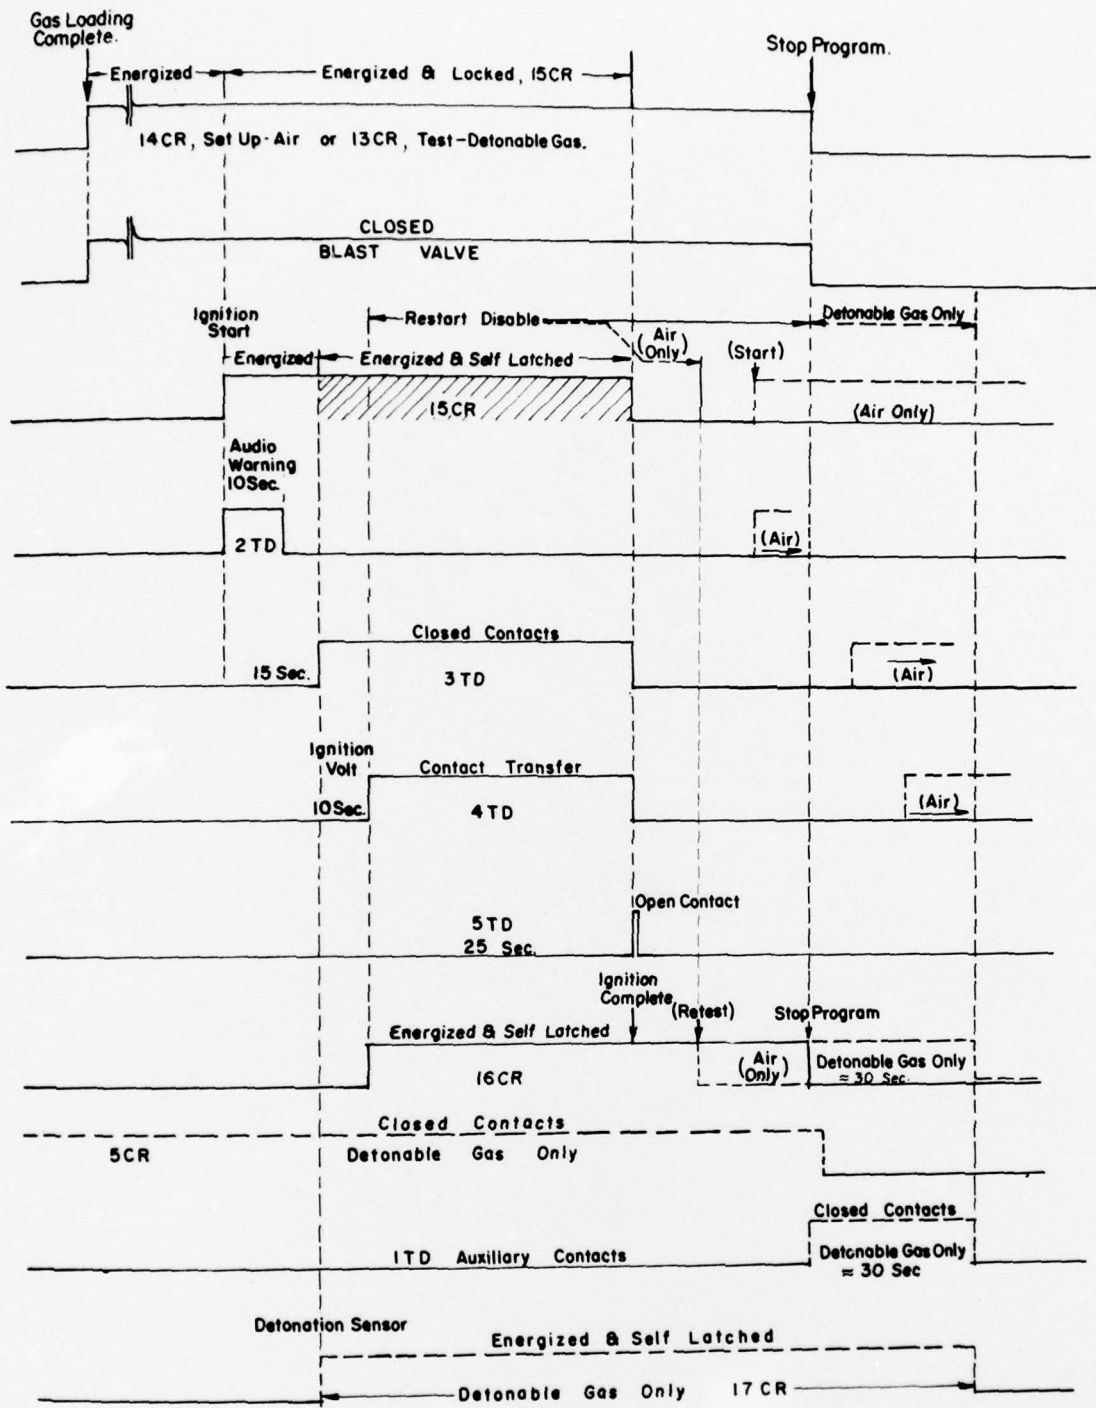 Gas Loading
Complete.
Stop Program.
Energized
Energized & Locked, 15CR
14CR, Set Up-Air or 13CR, Test-Detonable Gas.
CLOSED
BLAST VALVE
Ignition
Start
Restart Disable
Detonable Gas Only
(Air
Only)
(Start)
Energized
Energized & Self Latched
15CR
(Air Only)
Audio
Warning
10Sec.
2TD
(Air)
Closed Contacts
15 Sec.
3TD
(Air)
Ignition
Volt
Contact Transfer
10Sec.
4TD
(Air)
Open Contact
5TD
25 Sec.
Ignition
Complete
(Retest)
Stop Program
Energized & Self Latched
16CR
(Air
Only)
Detonable Gas Only
≈ 30 Sec.
Closed Contacts
5CR
Detonable Gas Only
Closed Contacts
1TD Auxiliary Contacts
Detonable Gas Only
≈ 30 Sec
Detonation Sensor
Energized & Self Latched
Detonable Gas Only 17CR